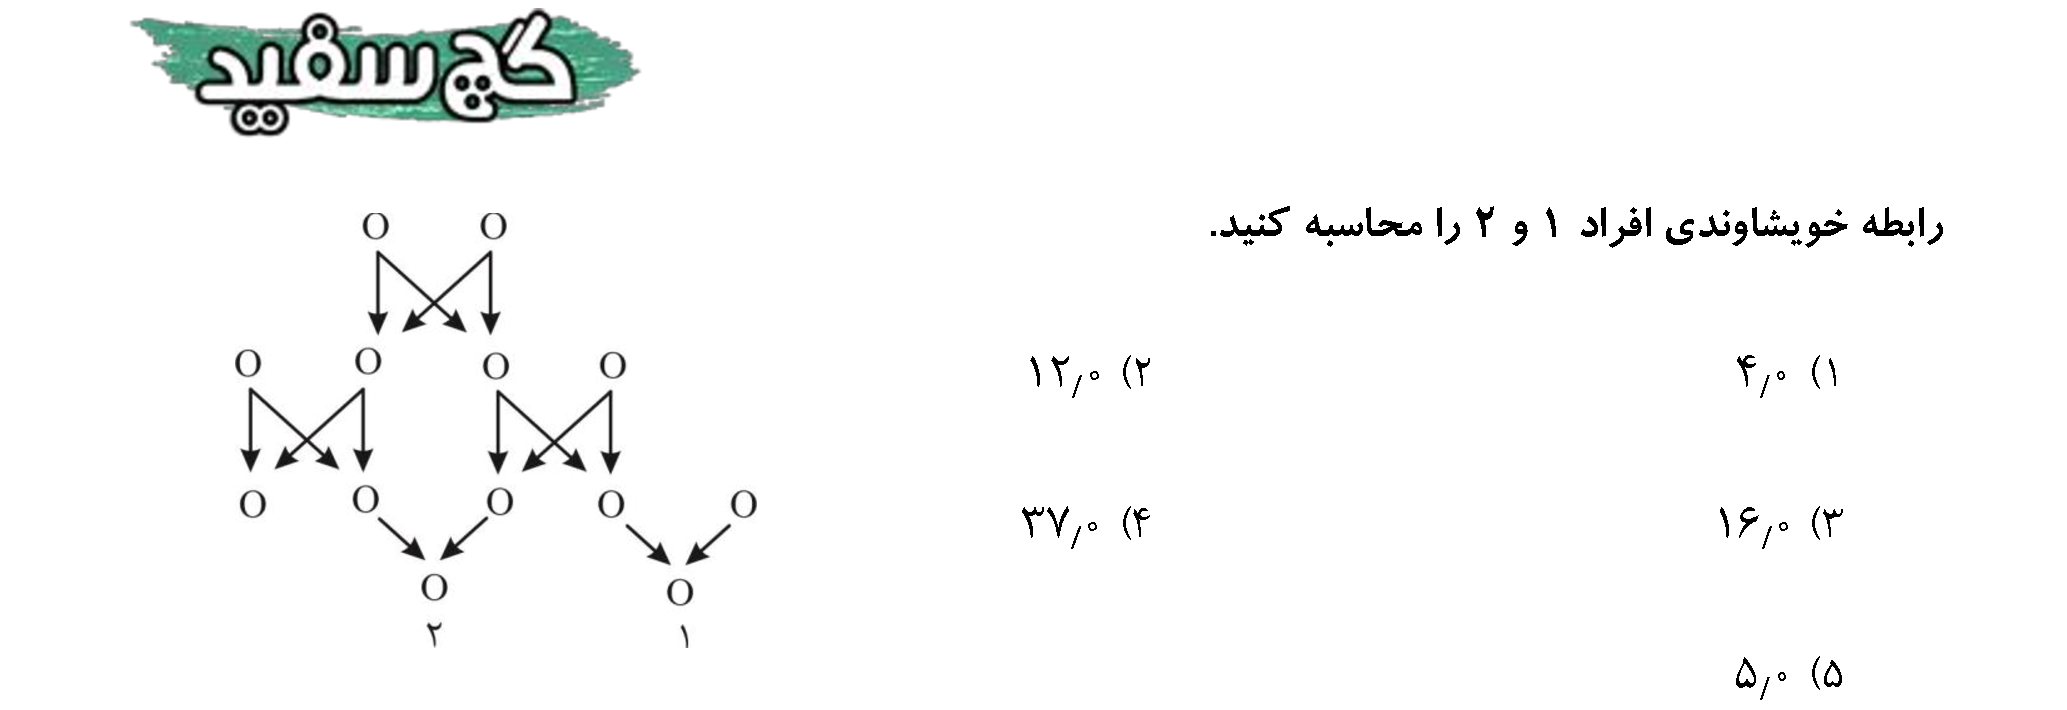 گچ سفید
رابطه خویشاوندی افراد ۱ و ۲ را محاسبه کنید.
۱) ۰٫۴
۲) ۰٫۱۲
۳) ۰٫۱۶
۴) ۰٫۳۷
۵) ۰٫۵
O O
O O O O
O O O O O
O O
۲ ۱